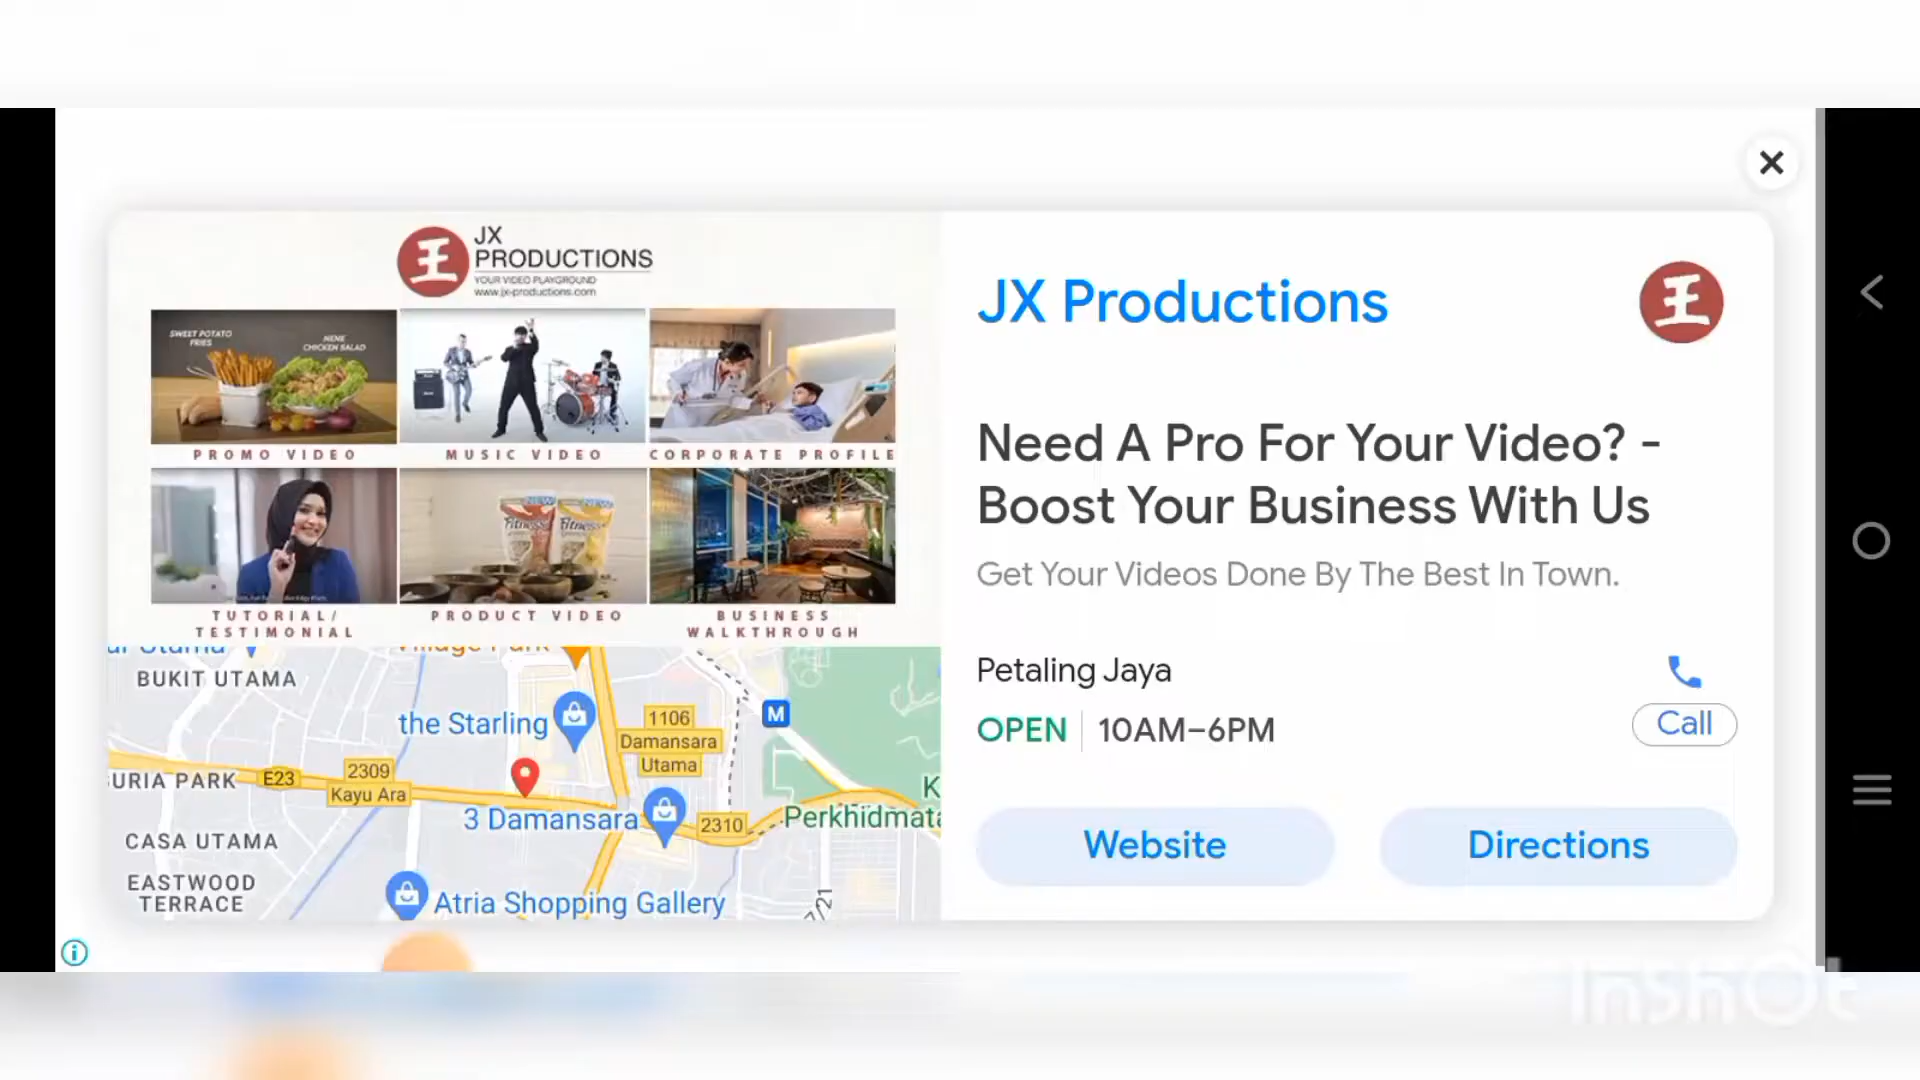 JX
PRODUCTIONS
YOUR VIDEO PLAYGROUND
www.jx-productions.com
SWEET POTATO
FRIES
NENE
CHICKEN SALAD
PROMO VIDEO
MUSIC VIDEO
CORPORATE PROFILE
NEW
NEW
Fitness
Fitness
TUTORIAL/
TESTIMONIAL
PRODUCT VIDEO
BUSINESS
WALKTHROUGH
BUKIT UTAMA
the Starling
1106
Damansara
Utama
M
E23
2309
Kayu Ara
3 Damansara
2310
CASA UTAMA
EASTWOOD
TERRACE
Atria Shopping Gallery
JX Productions
Need A Pro For Your Video? -
Boost Your Business With Us
Get Your Videos Done By The Best In Town.
Petaling Jaya
OPEN
10AM–6PM
Call
Website
Directions
InShOt